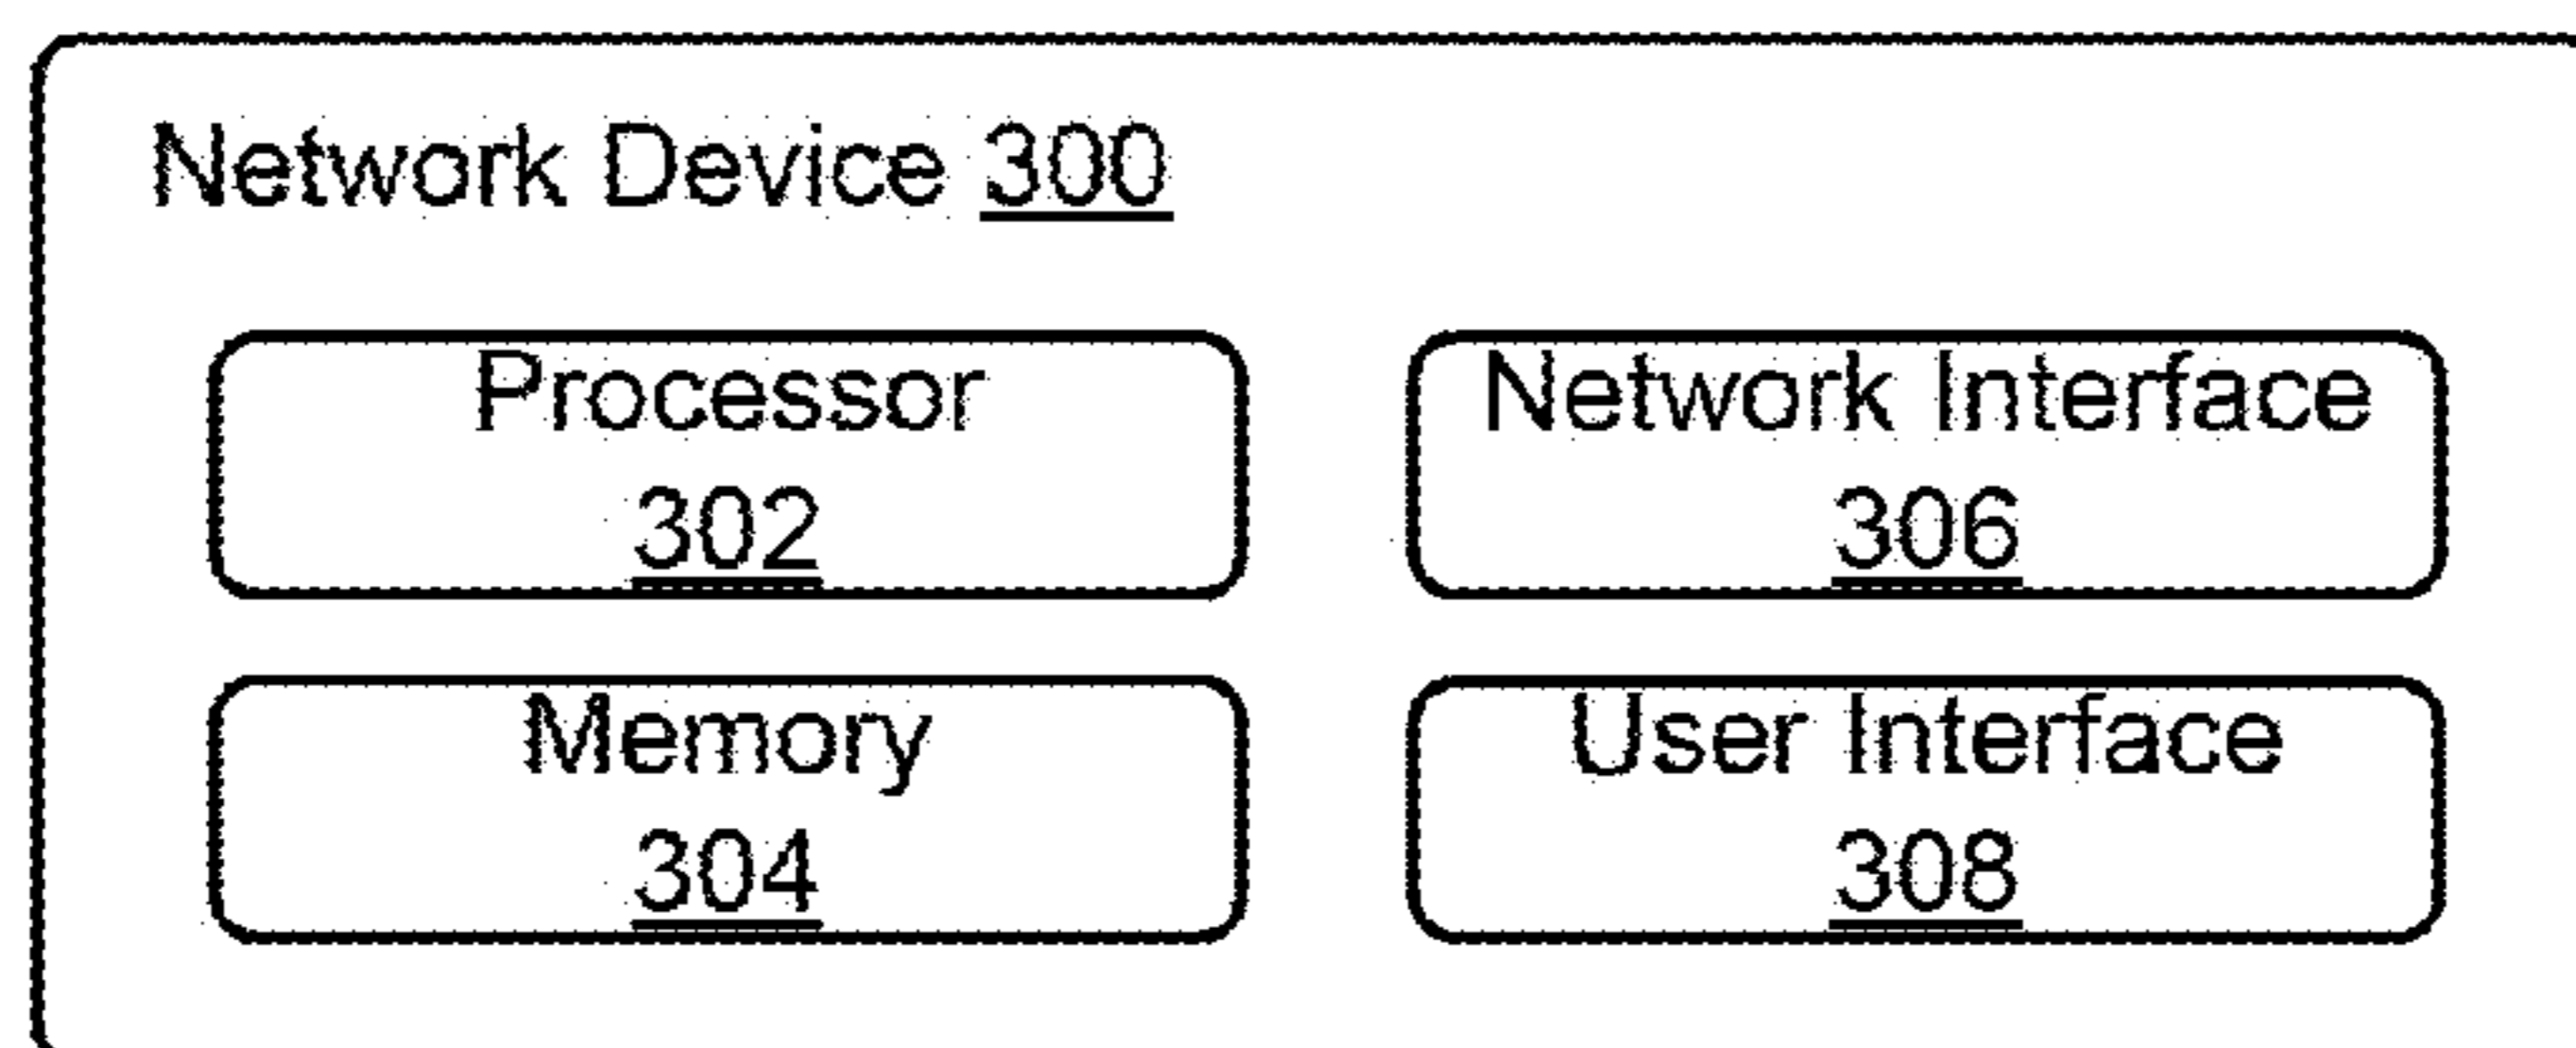 Network Device 300
Processor
302
Network Interface
306
Memory
304
User Interface
308